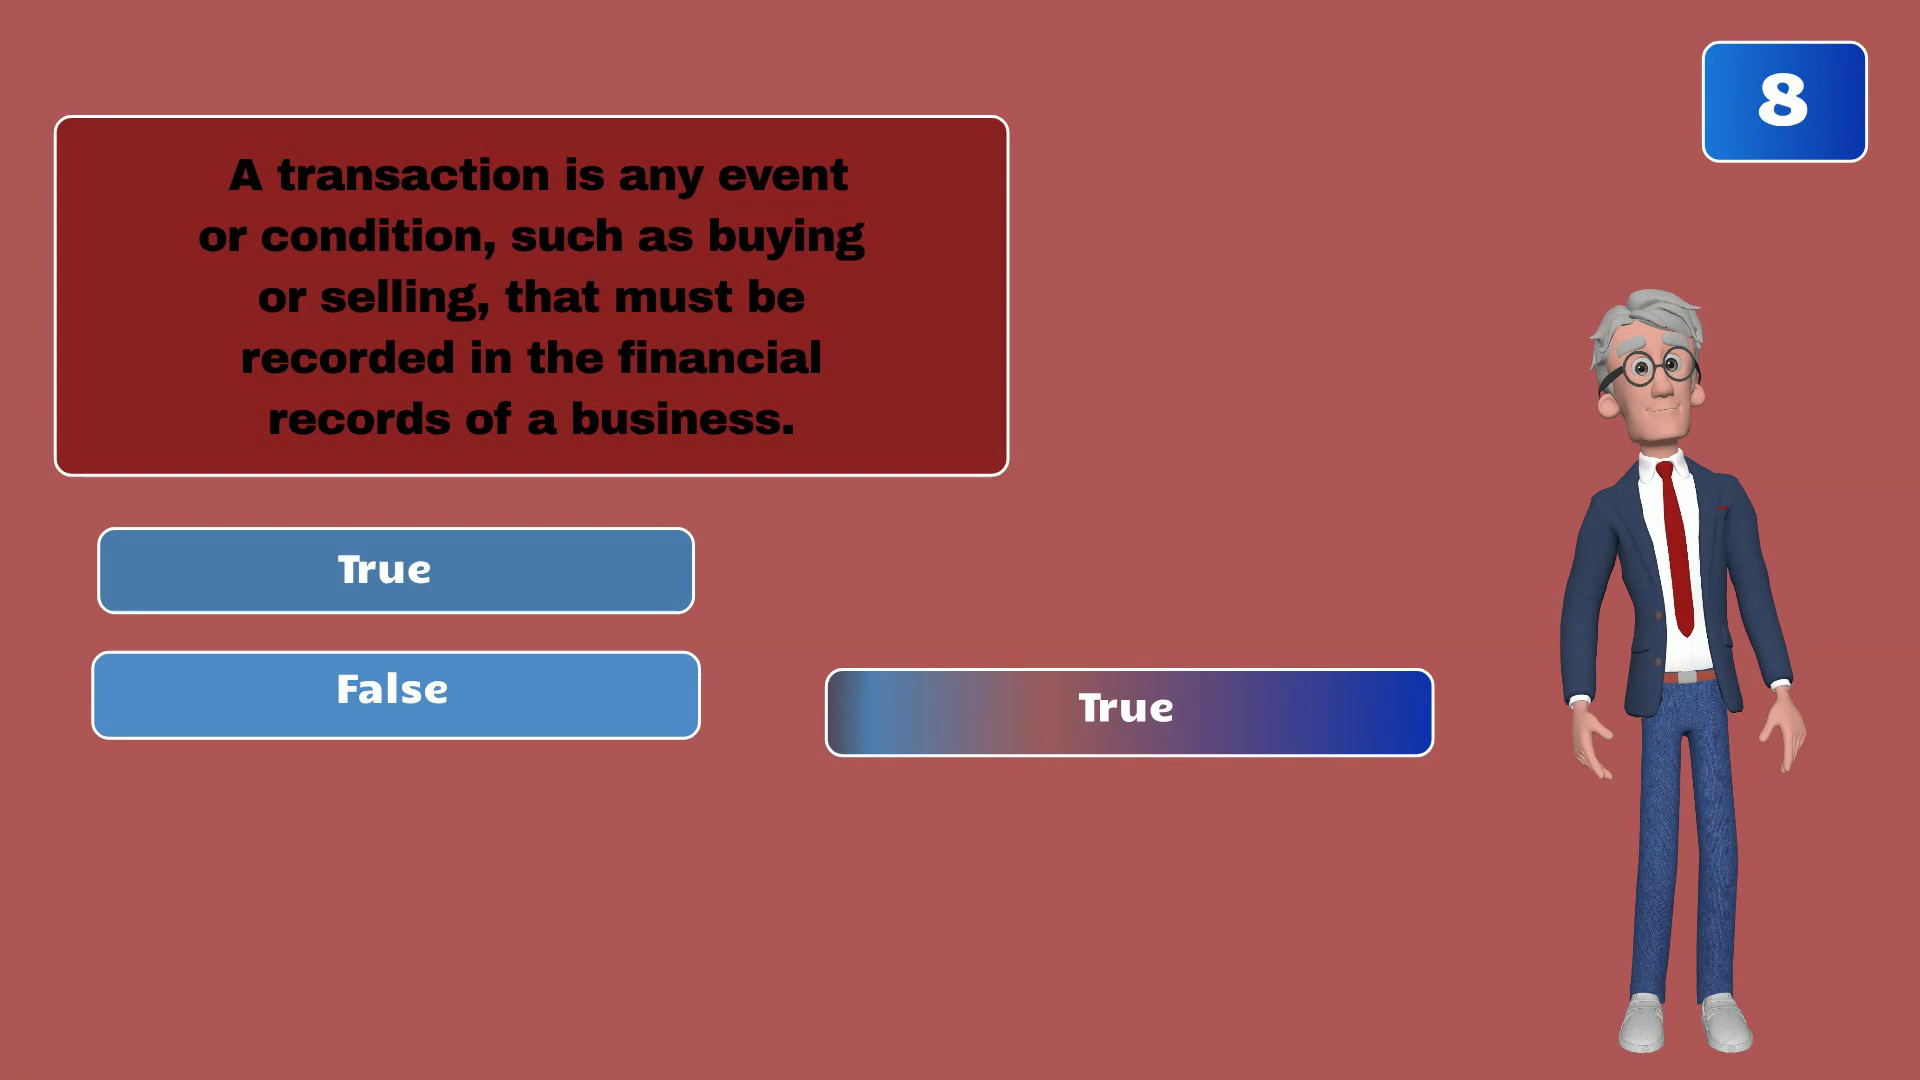 8
A transaction is any event
or condition, such as buying
or selling, that must be
recorded in the financial
records of a business.
True
False
True